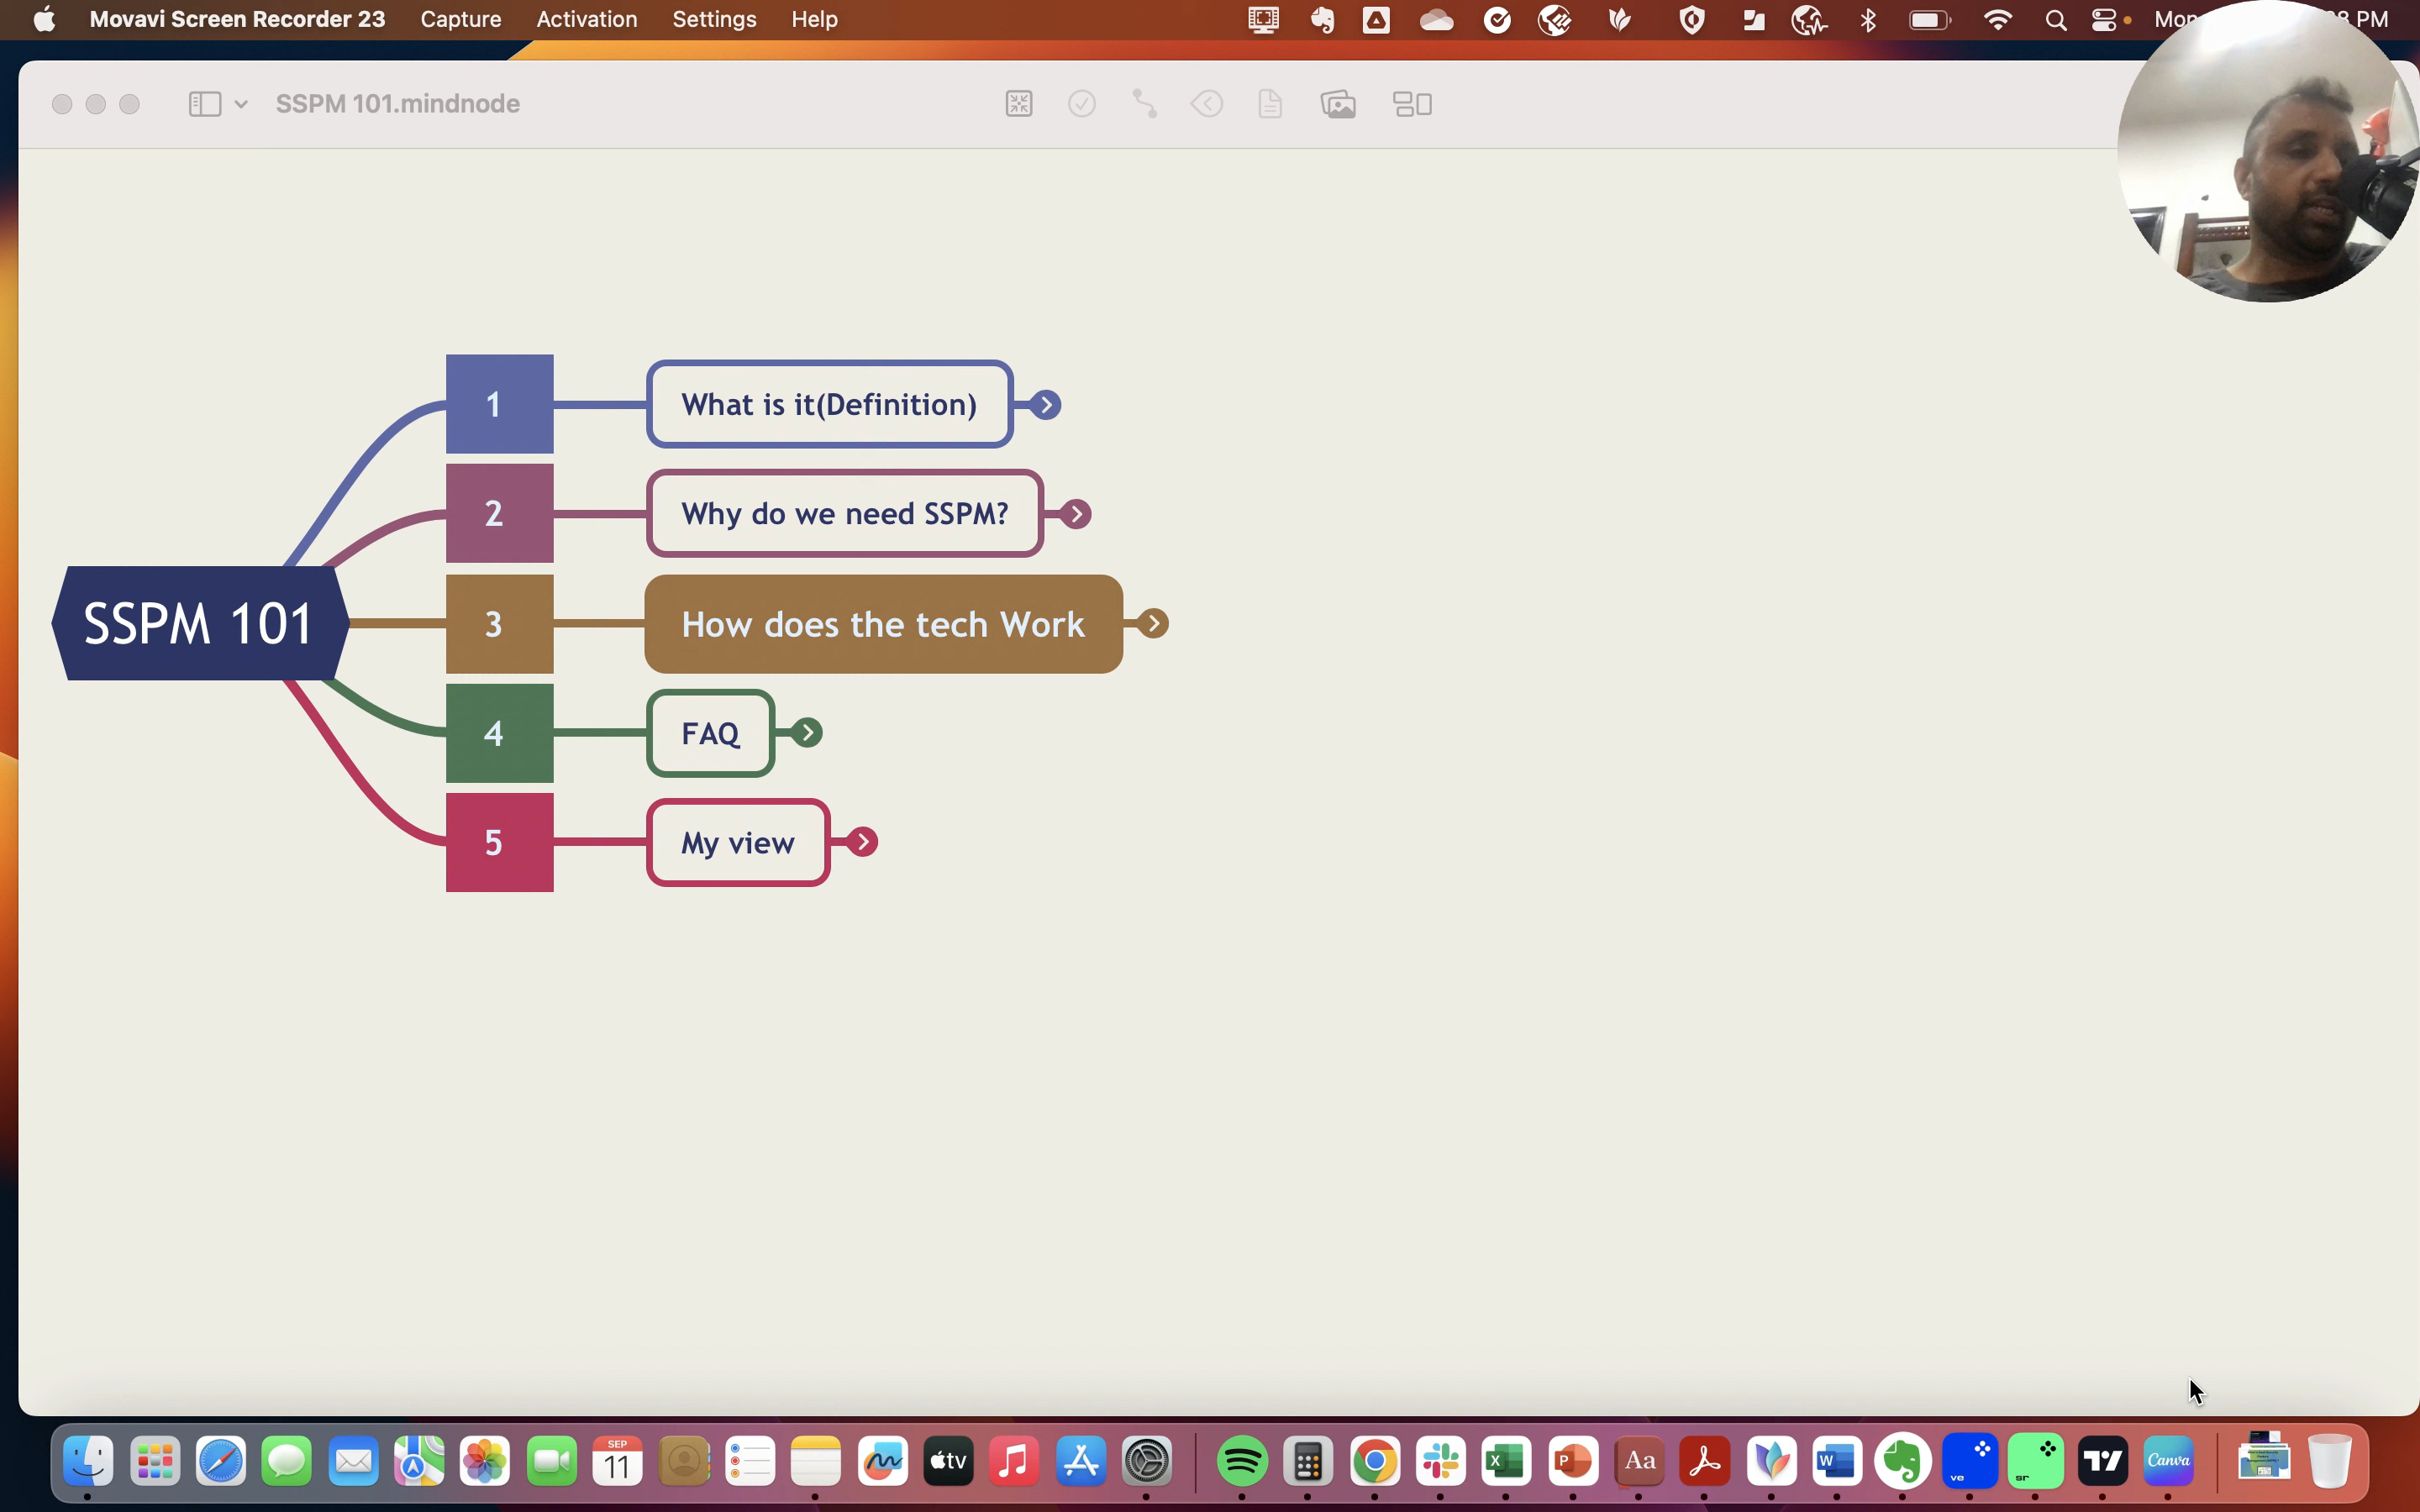 Movavi Screen Recorder 23 Capture Activation Settings Help
SSPM 101.mindnode
1 What is it(Definition)
2 Why do we need SSPM?
SSPM 101
3 How does the tech Work
4 FAQ
5 My view
SEP
11
tv
X
P
Aa
W
ve
sr
Canva